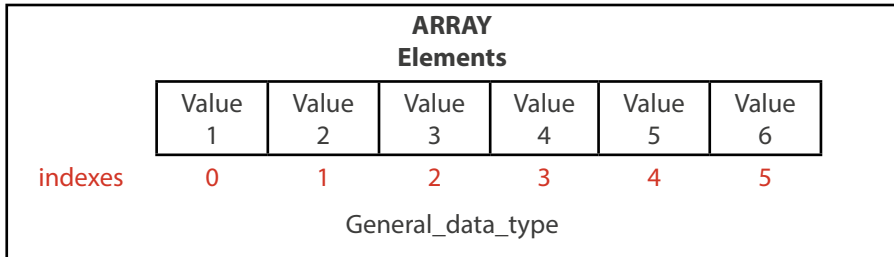 ARRAY
Elements
Value Value Value Value Value Value
1 2 3 4 5 6
indexes 0 1 2 3 4 5
General_data_type